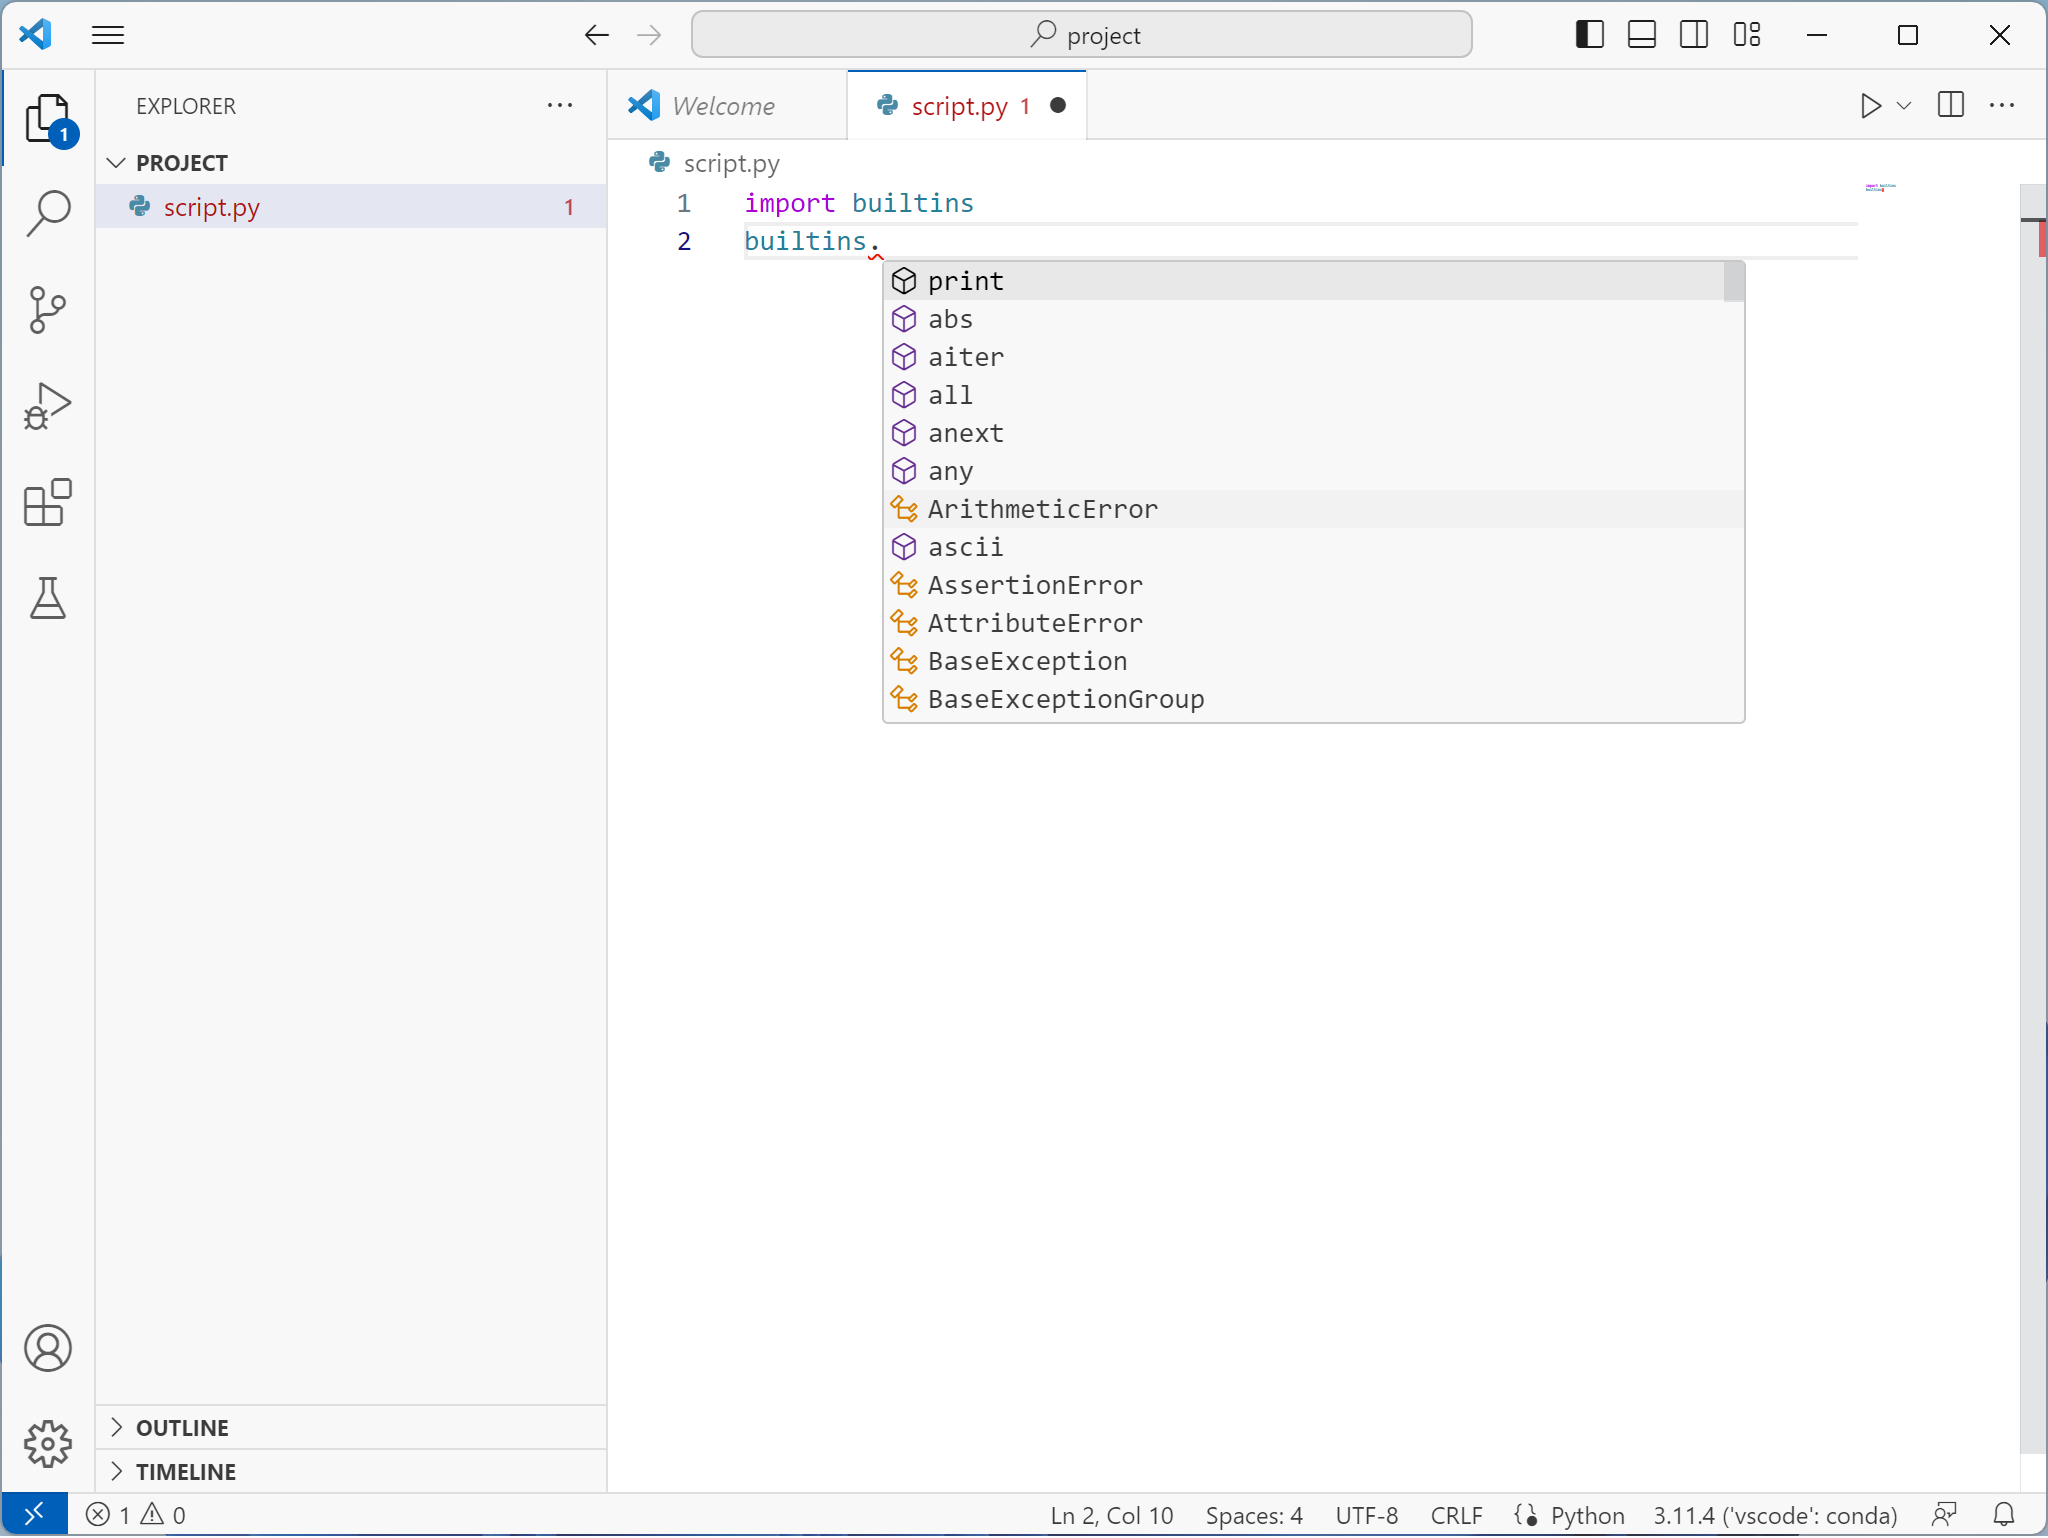 project
EXPLORER
Welcome
script.py 1
1
PROJECT
script.py
script.py 1
1 import builtins
2 builtins.
print
abs
aiter
all
anext
any
ArithmeticError
ascii
AssertionError
AttributeError
BaseException
BaseExceptionGroup
OUTLINE
TIMELINE
1 0
Ln 2, Col 10
Spaces: 4
UTF-8
CRLF
Python
3.11.4 ('vscode': conda)